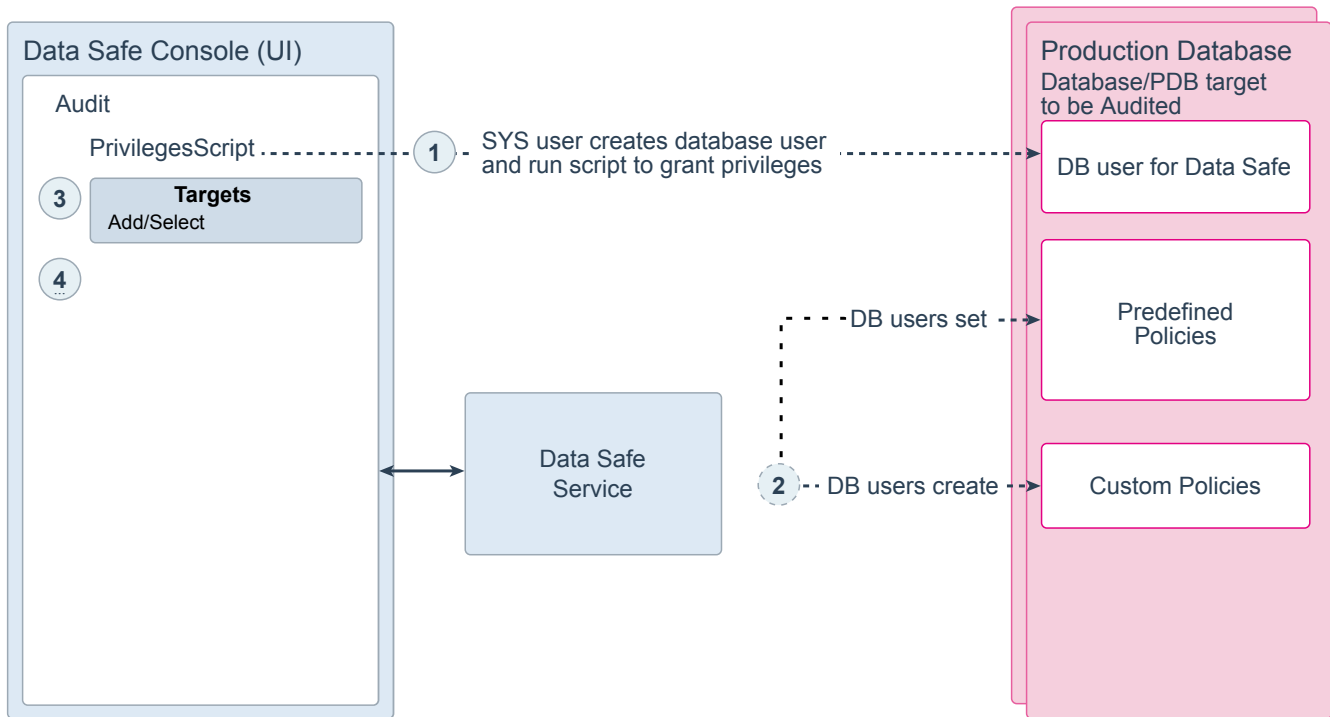 Data Safe Console (UI)
Audit
PrivilegesScript
1
SYS user creates database user
and run script to grant privileges
3
Targets
Add/Select
4
...
Data Safe
Service
DB users set
2
DB users create
Production Database
Database/PDB target
to be Audited
DB user for Data Safe
Predefined
Policies
Custom Policies